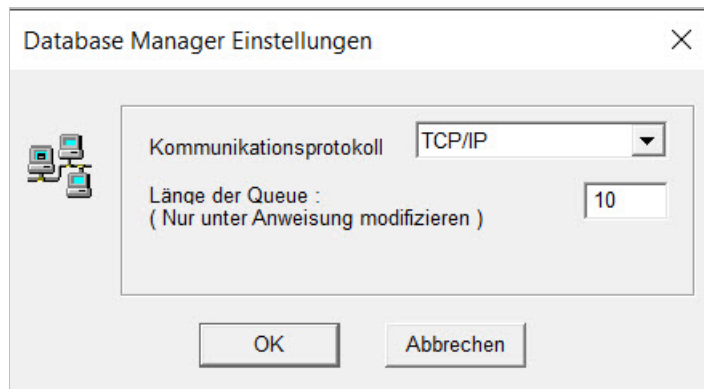 Database Manager Einstellungen
Kommunikationsprotokoll
TCP/IP
Länge der Queue :
10
( Nur unter Anweisung modifizieren )
OK
Abbrechen